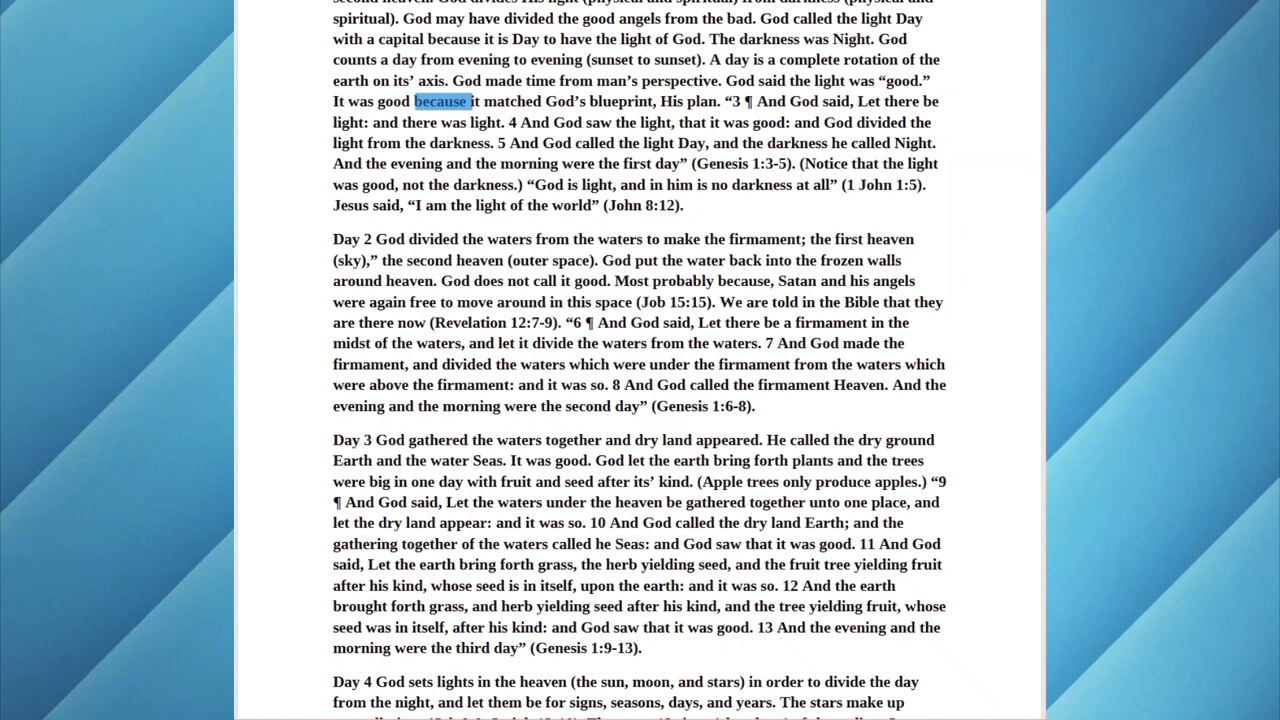 second heaven. God divides His light (physical and spiritual) from darkness (physical and
spiritual). God may have divided the good angels from the bad. God called the light Day
with a capital because it is Day to have the light of God. The darkness was Night. God
counts a day from evening to evening (sunset to sunset). A day is a complete rotation of the
earth on its’ axis. God made time from man’s perspective. God said the light was “good.”
It was good because it matched God’s blueprint, His plan. “3 ¶ And God said, Let there be
light: and there was light. 4 And God saw the light, that it was good: and God divided the
light from the darkness. 5 And God called the light Day, and the darkness he called Night.
And the evening and the morning were the first day” (Genesis 1:3-5). (Notice that the light
was good, not the darkness.) “God is light, and in him is no darkness at all” (1 John 1:5).
Jesus said, “I am the light of the world” (John 8:12).
Day 2 God divided the waters from the waters to make the firmament; the first heaven
(sky),” the second heaven (outer space). God put the water back into the frozen walls
around heaven. God does not call it good. Most probably because, Satan and his angels
were again free to move around in this space (Job 15:15). We are told in the Bible that they
are there now (Revelation 12:7-9). “6 ¶ And God said, Let there be a firmament in the
midst of the waters, and let it divide the waters from the waters. 7 And God made the
firmament, and divided the waters which were under the firmament from the waters which
were above the firmament: and it was so. 8 And God called the firmament Heaven. And the
evening and the morning were the second day” (Genesis 1:6-8).
Day 3 God gathered the waters together and dry land appeared. He called the dry ground
Earth and the water Seas. It was good. God let the earth bring forth plants and the trees
were big in one day with fruit and seed after its’ kind. (Apple trees only produce apples.) “9
¶ And God said, Let the waters under the heaven be gathered together unto one place, and
let the dry land appear: and it was so. 10 And God called the dry land Earth; and the
gathering together of the waters called he Seas: and God saw that it was good. 11 And God
said, Let the earth bring forth grass, the herb yielding seed, and the fruit tree yielding fruit
after his kind, whose seed is in itself, upon the earth: and it was so. 12 And the earth
brought forth grass, and herb yielding seed after his kind, and the tree yielding fruit, whose
seed was in itself, after his kind: and God saw that it was good. 13 And the evening and the
morning were the third day” (Genesis 1:9-13).
Day 4 God sets lights in the heaven (the sun, moon, and stars) in order to divide the day
from the night, and let them be for signs, seasons, days, and years. The stars make up